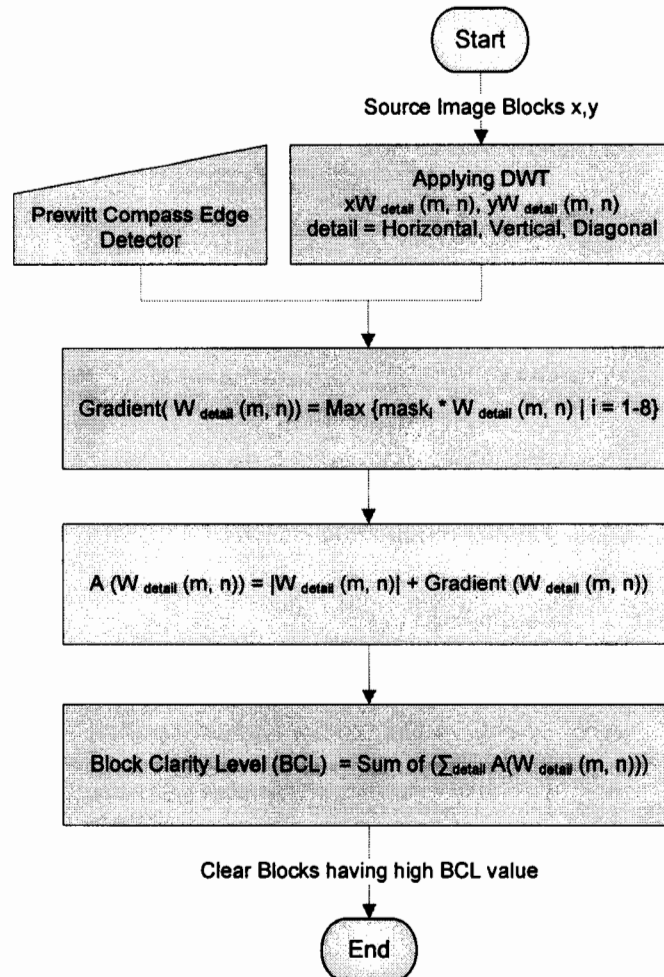 Start
Source Image Blocks x,y
Prewitt Compass Edge
Detector
Applying DWT
xW detail (m, n), yW detail (m, n)
detail = Horizontal, Vertical, Diagonal
Gradient( W detail (m, n)) = Max {maskᵢ * W detail (m, n) | i = 1-8}
A (W detail (m, n)) = |W detail (m, n)| + Gradient (W detail (m, n))
Block Clarity Level (BCL) = Sum of (∑detail A(W detail (m, n)))
Clear Blocks having high BCL value
End